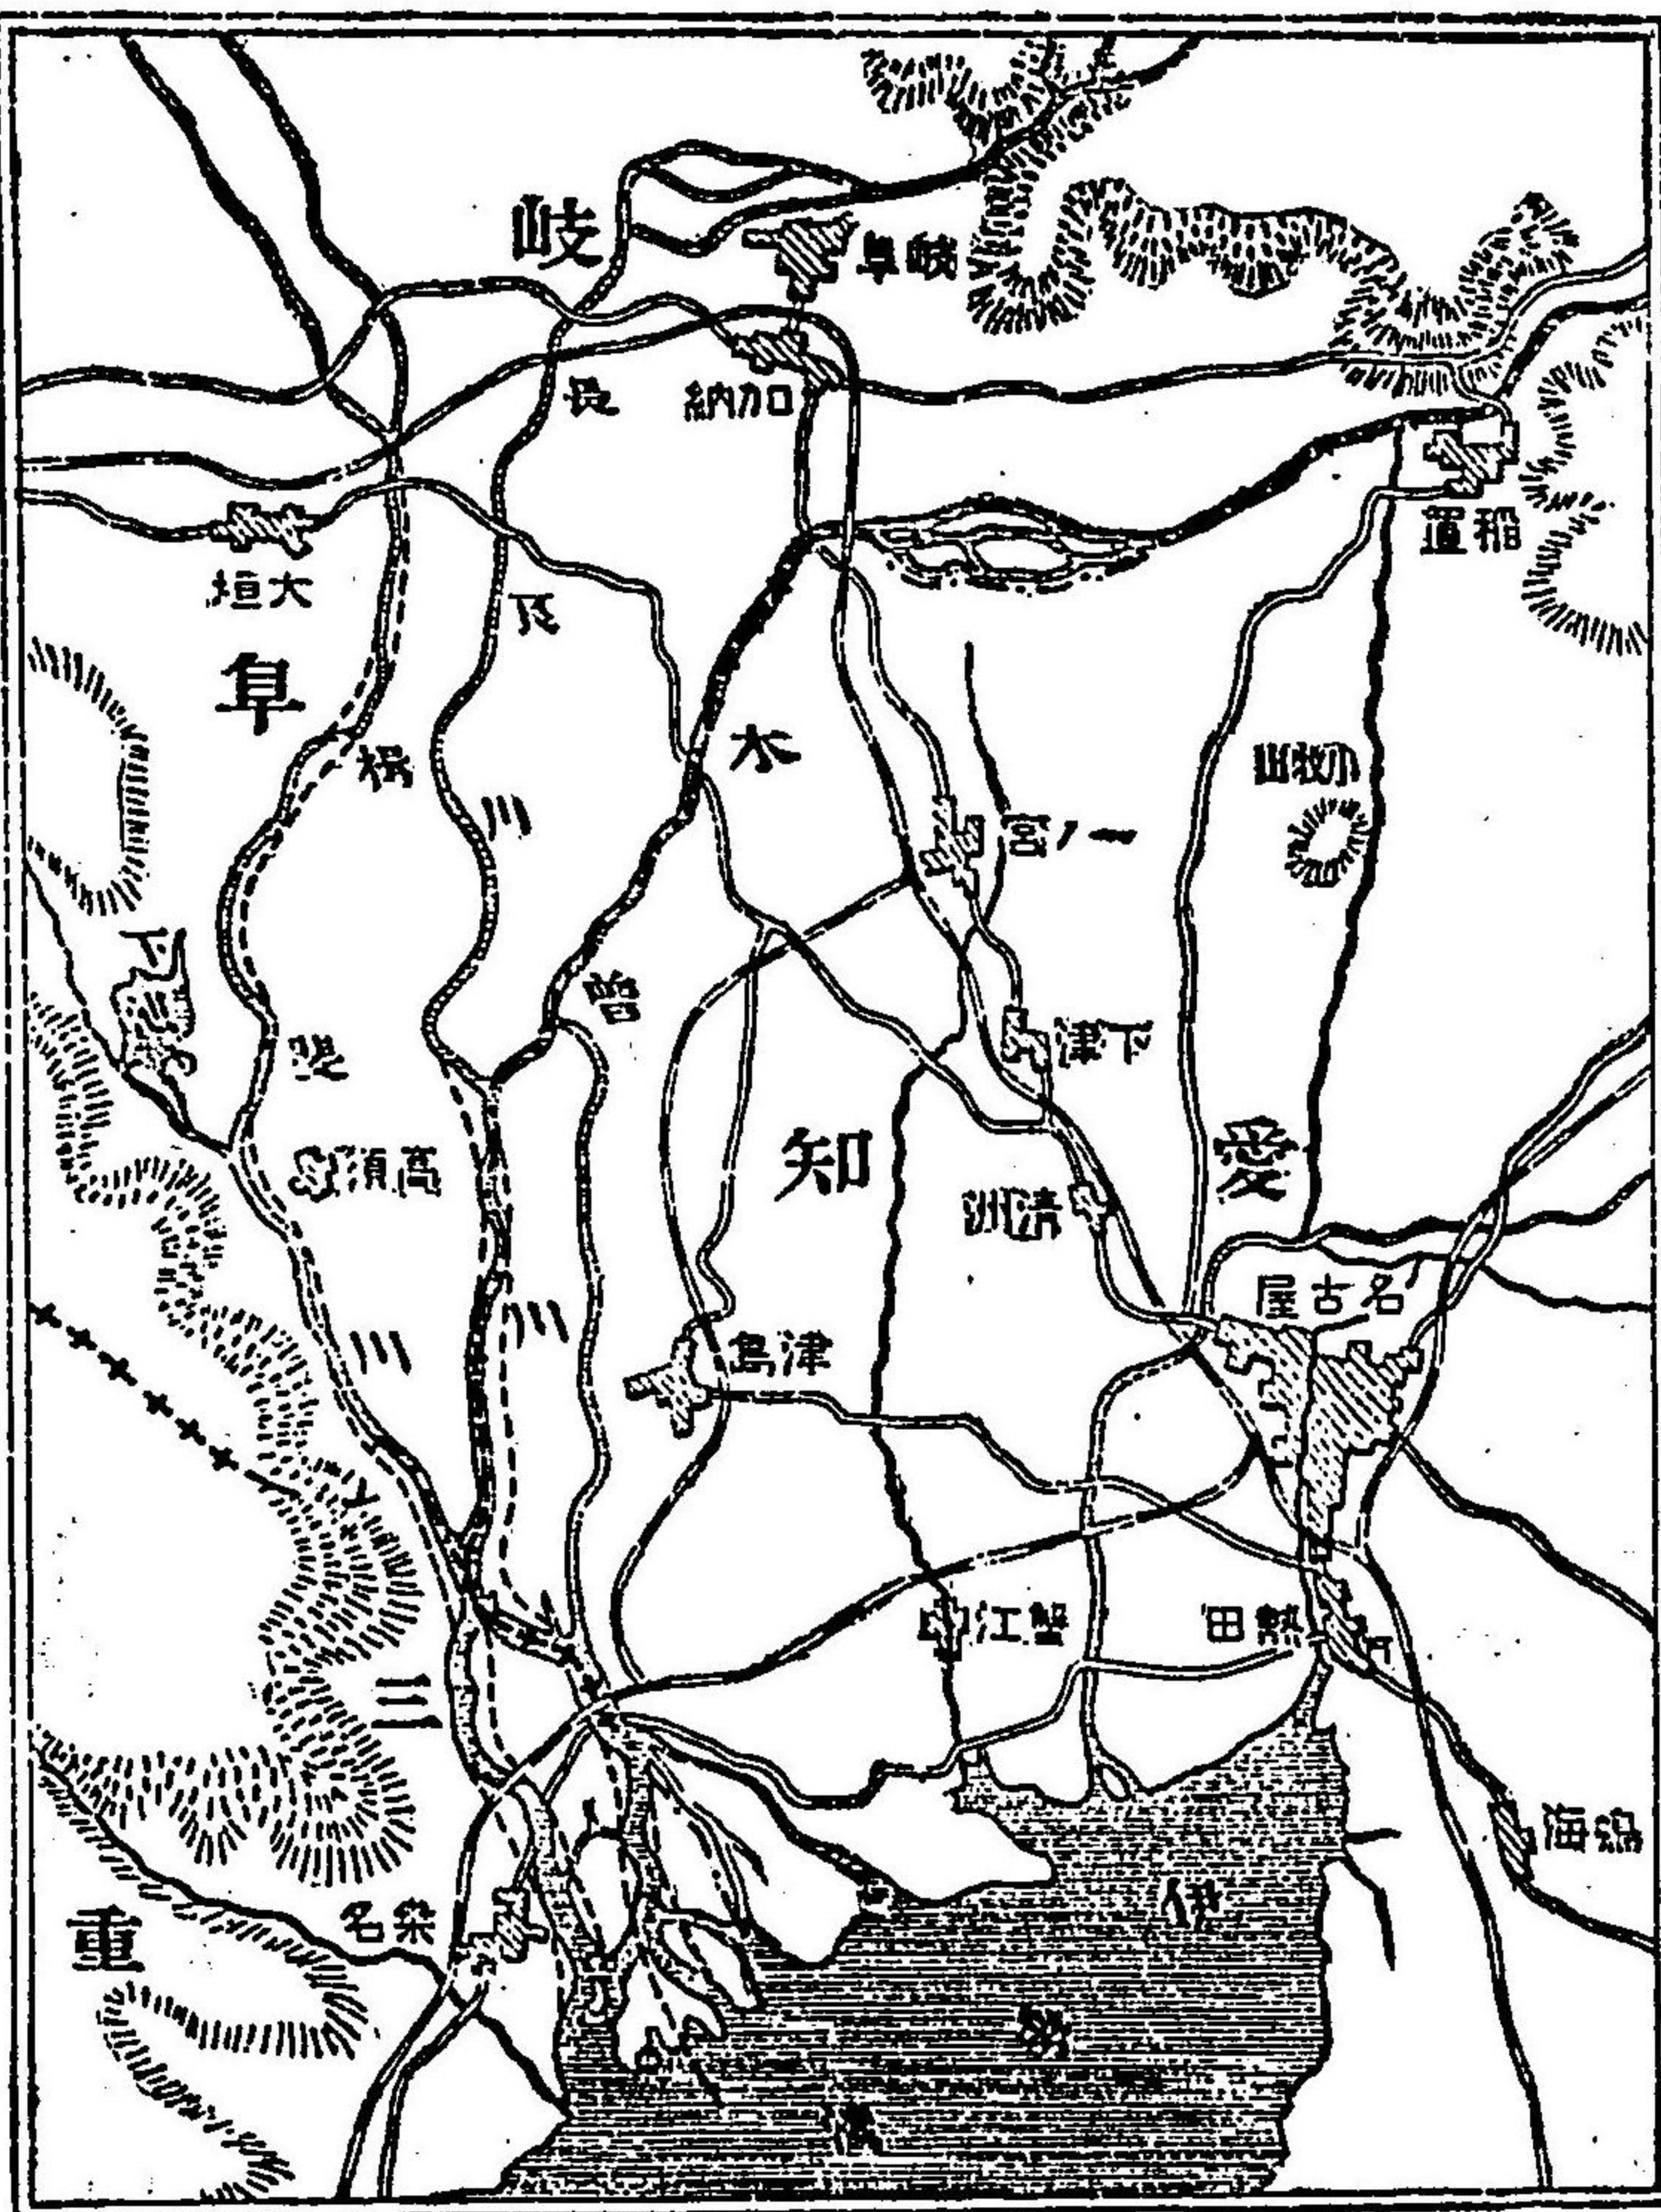 岐阜
岐阜
加納
長良川
稲置
大垣
木曾川
揖斐川
小牧山
一ノ宮
下津
高須
愛知
清洲
名古屋
津島
蟹江
熱田
三重
鳴海
桑名
伊勢湾